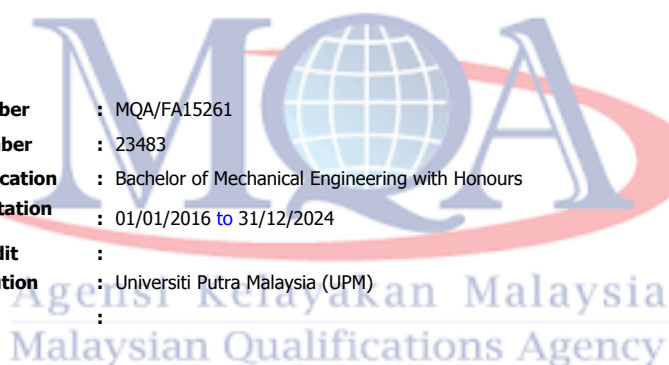 MQA
ber : MQA/FA15261
ber : 23483
cation : Bachelor of Mechanical Engineering with Honours
tation : 01/01/2016 to 31/12/2024
dit :
tion : Universiti Putra Malaysia (UPM)
Agensi Kelayakan Malaysia
:
Malaysian Qualifications Agency